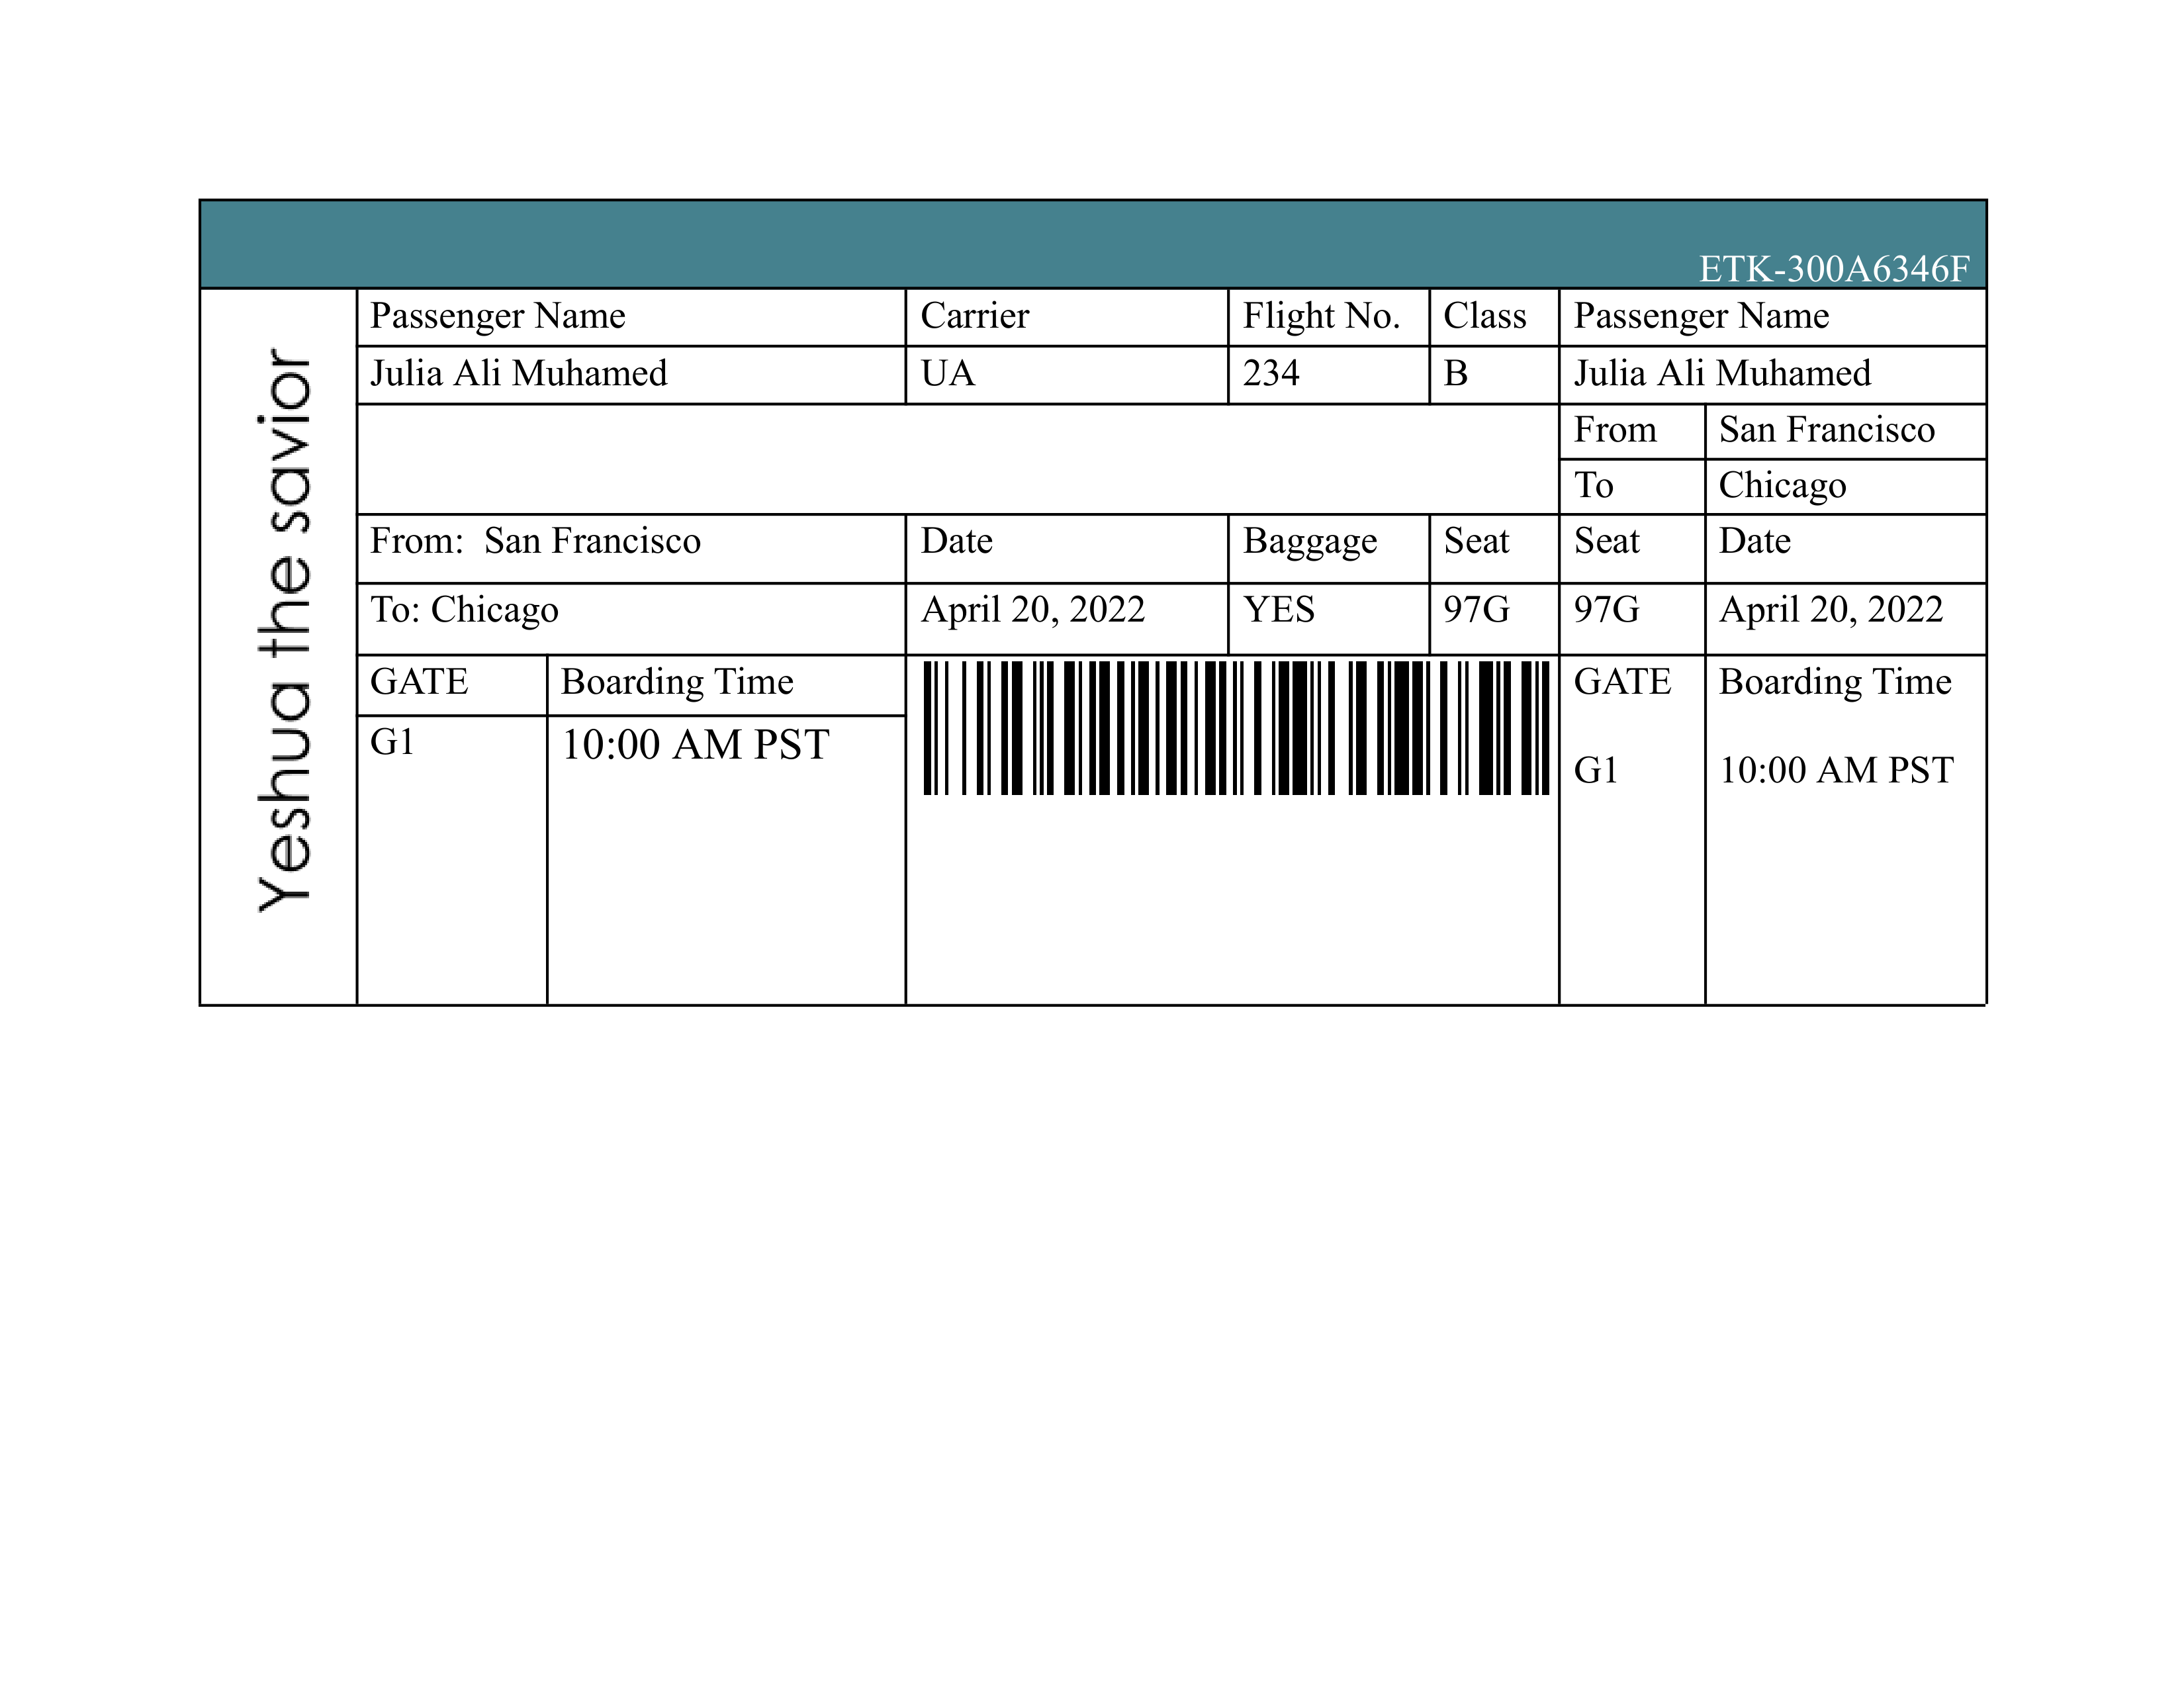 ETK-300A6346F
Yeshua the savior
Passenger Name Carrier Flight No. Class Passenger Name
Julia Ali Muhamed UA 234 B Julia Ali Muhamed
From San Francisco
To Chicago
From: San Francisco Date Baggage Seat Seat Date
To: Chicago April 20, 2022 YES 97G 97G April 20, 2022
GATE Boarding Time GATE Boarding Time
G1 10:00 AM PST G1 10:00 AM PST